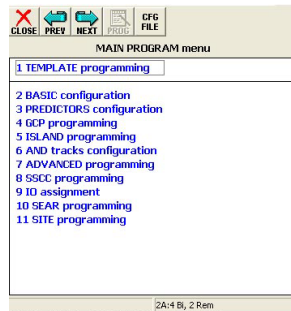 CLOSE PREV NEXT PROG CFG FILE
MAIN PROGRAM menu
1 TEMPLATE programming
2 BASIC configuration
3 PREDICTORS configuration
4 GCP programming
5 ISLAND programming
6 AND tracks configuration
7 ADVANCED programming
8 SSCC programming
9 IO assignment
10 SEAR programming
11 SITE programming
2A:4 Bi, 2 Rem